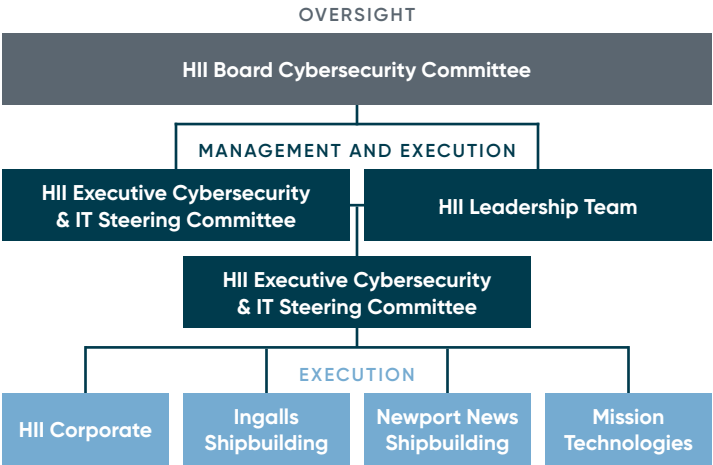 OVERSIGHT
HII Board Cybersecurity Committee
MANAGEMENT AND EXECUTION
HII Executive Cybersecurity
& IT Steering Committee
HII Leadership Team
HII Executive Cybersecurity
& IT Steering Committee
EXECUTION
HII Corporate
Ingalls
Shipbuilding
Newport News
Shipbuilding
Mission
Technologies